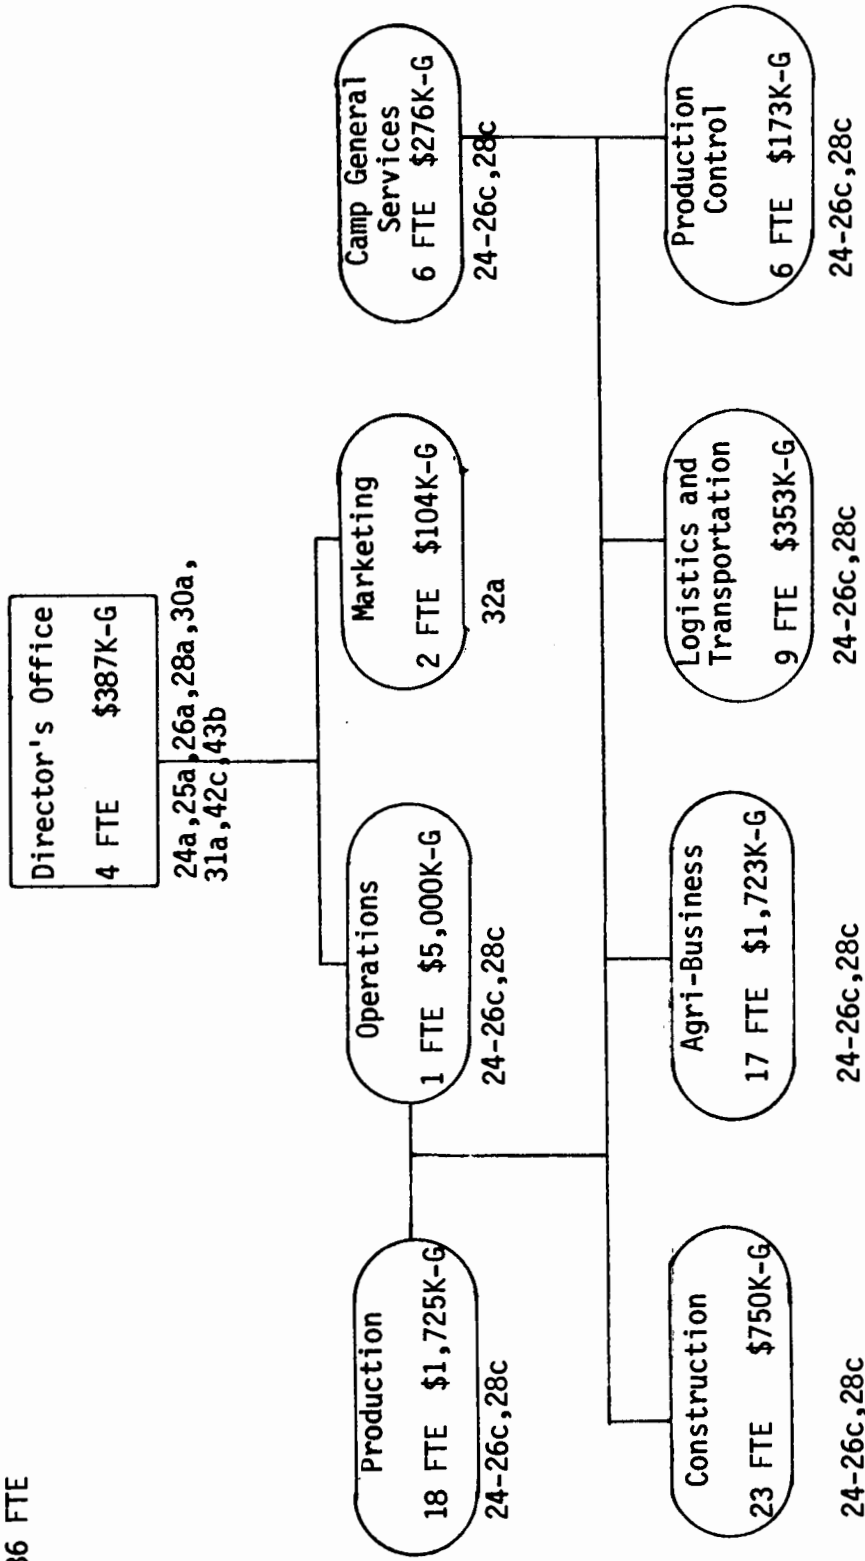 Director's Office
4 FTE $387K-G
24a,25a,26a,28a,30a,
31a,42c,43b
Operations
1 FTE $5,000K-G
24-26c,28c
Marketing
2 FTE $104K-G
32a
Camp General
Services
6 FTE $276K-G
24-26c,28c
Production
18 FTE $1,725K-G
24-26c,28c
Construction
23 FTE $750K-G
24-26c,28c
Agri-Business
17 FTE $1,723K-G
24-26c,28c
Logistics and
Transportation
9 FTE $353K-G
24-26c,28c
Production
Control
6 FTE $173K-G
24-26c,28c
FTE